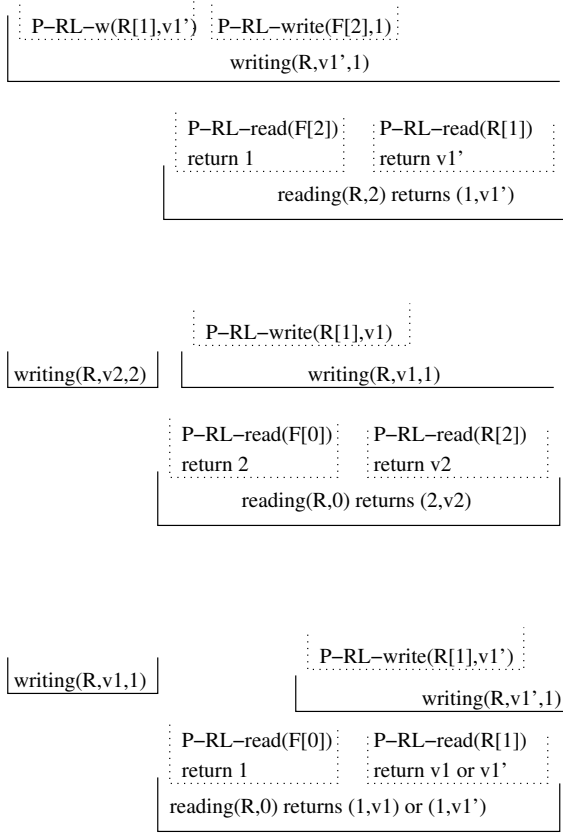 P−RL−w(R[1],v1’) P−RL−write(F[2],1)
writing(R,v1’,1)
P−RL−read(F[2]) P−RL−read(R[1])
return 1 return v1’
reading(R,2) returns (1,v1’)
P−RL−write(R[1],v1)
writing(R,v2,2) writing(R,v1,1)
P−RL−read(F[0]) P−RL−read(R[2])
return 2 return v2
reading(R,0) returns (2,v2)
P−RL−write(R[1],v1’)
writing(R,v1,1)
writing(R,v1’,1)
P−RL−read(F[0]) P−RL−read(R[1])
return 1 return v1 or v1’
reading(R,0) returns (1,v1) or (1,v1’)